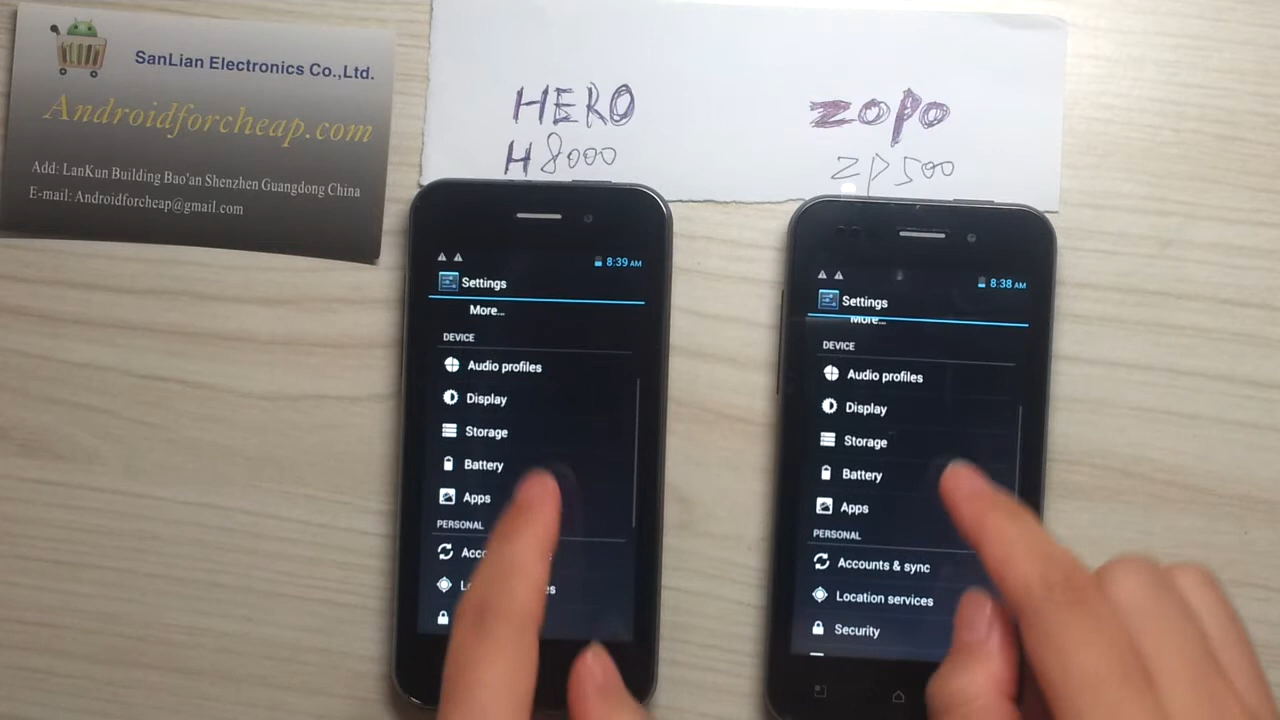 SanLian Electronics Co.,Ltd.
Androidforcheap.com
Add: LanKun Building Bao'an Shenzhen Guangdong China
E-mail: Androidforcheap@gmail.com
HERO
H8000
ZOPO
ZP500
8:39 AM
Settings
More...
DEVICE
Audio profiles
Display
Storage
Battery
Apps
PERSONAL
8:38 AM
Settings
More...
DEVICE
Audio profiles
Display
Storage
Battery
Apps
PERSONAL
Accounts & sync
Location services
Security